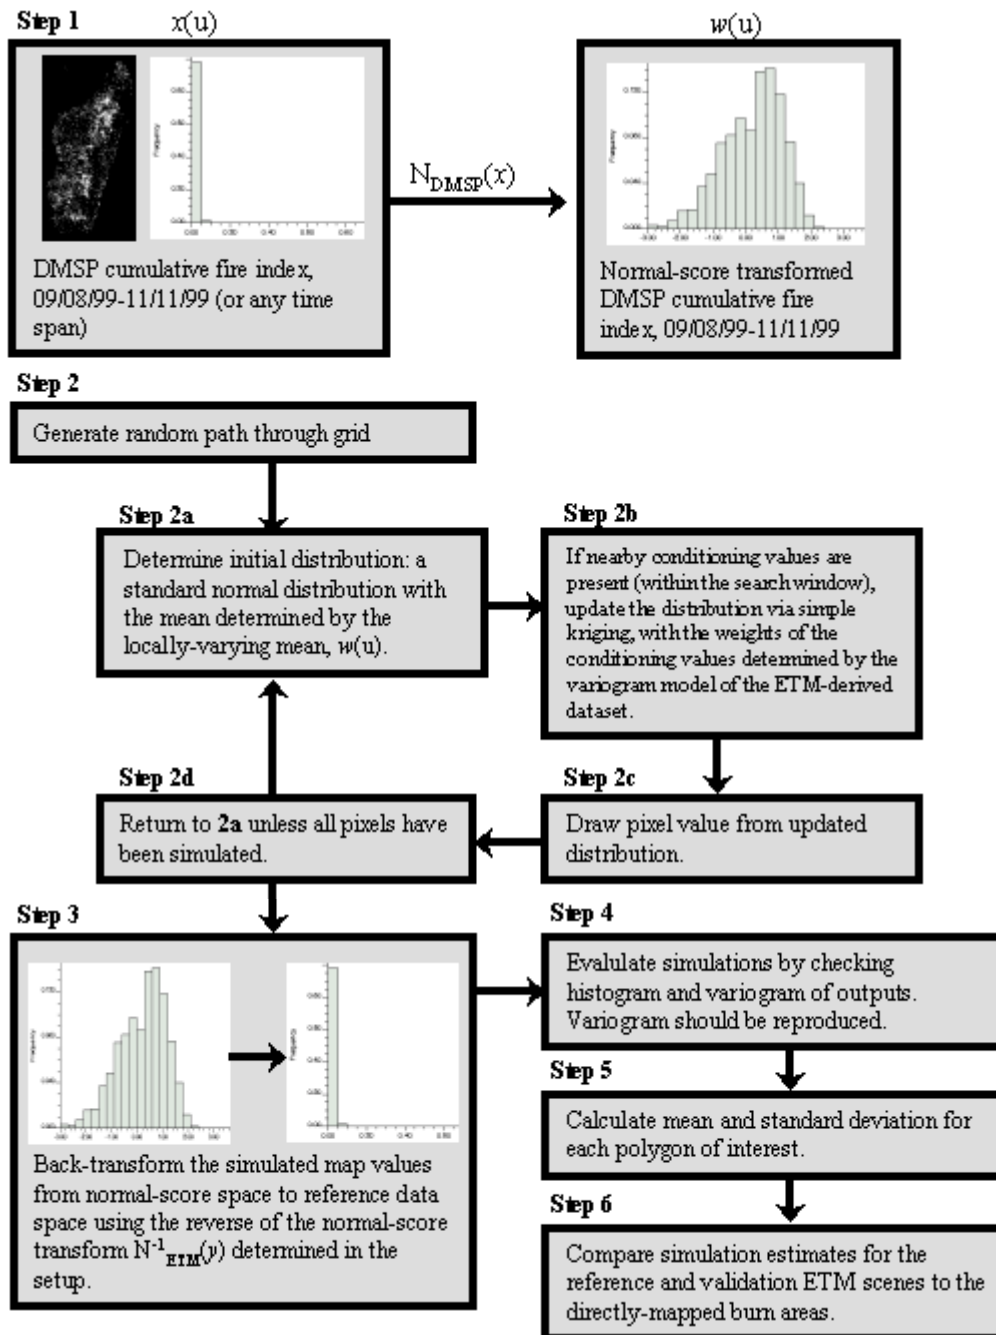 Step 1
x(u)
w(u)
Frequency
N_DMSP(x)
DMSP cumulative fire index,
09/08/99-11/11/99 (or any time
span)
Normal-score transformed
DMSP cumulative fire
index, 09/08/99-11/11/99
Step 2
Generate random path through grid
Step 2a
Determine initial distribution: a
standard normal distribution with
the mean determined by the
locally-varying mean, w(u).
Step 2b
If nearby conditioning values are
present (within the search window),
update the distribution via simple
kriging, with the weights of the
conditioning values determined by the
variogram model of the ETM-derived
dataset.
Step 2d
Return to 2a unless all pixels have
been simulated.
Step 2c
Draw pixel value from updated
distribution.
Step 3
Frequency
Back-transform the simulated map values
from normal-score space to reference data
space using the reverse of the normal-score
transform N⁻¹_ETM(y) determined in the
setup.
Step 4
Evalulate simulations by checking
histogram and variogram of outputs.
Variogram should be reproduced.
Step 5
Calculate mean and standard deviation for
each polygon of interest.
Step 6
Compare simulation estimates for the
reference and validation ETM scenes to the
directly-mapped burn areas.